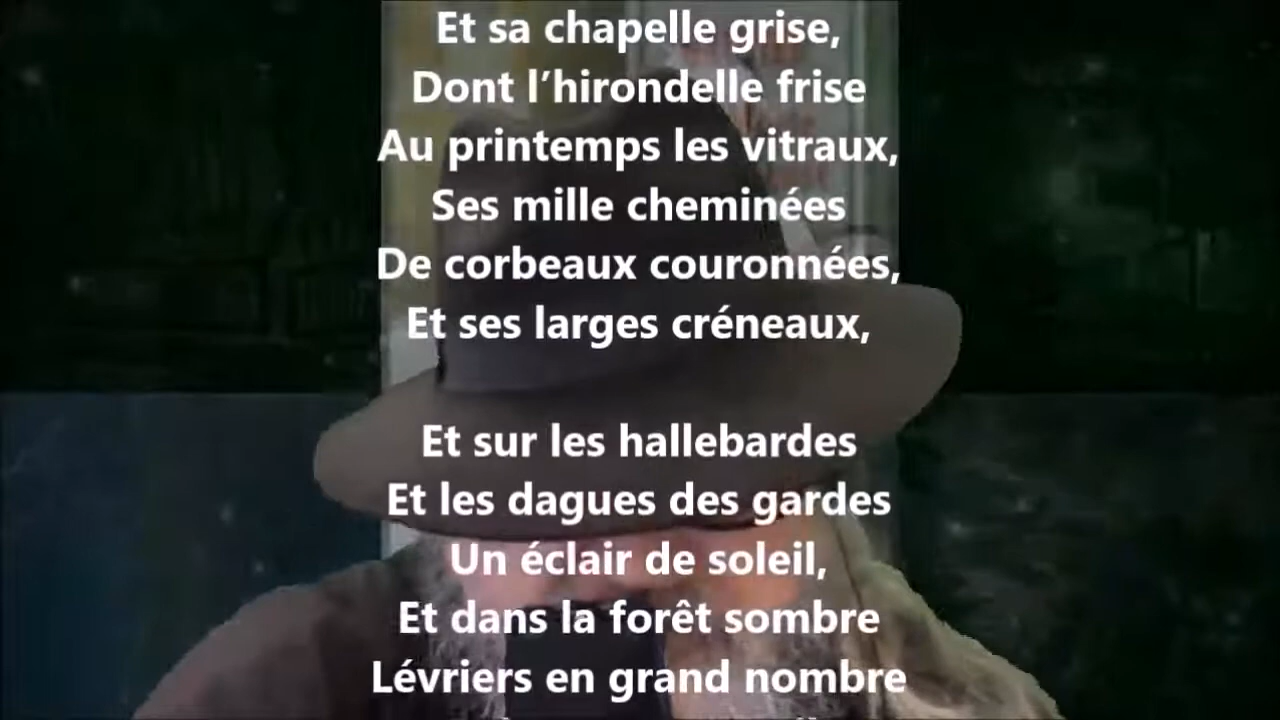 Et sa chapelle grise,
Dont l’hirondelle frise
Au printemps les vitraux,
Ses mille cheminées
De corbeaux couronnées,
Et ses larges créneaux,
Et sur les hallebardes
Et les dagues des gardes
Un éclair de soleil,
Et dans la forêt sombre
Lévriers en grand nombre